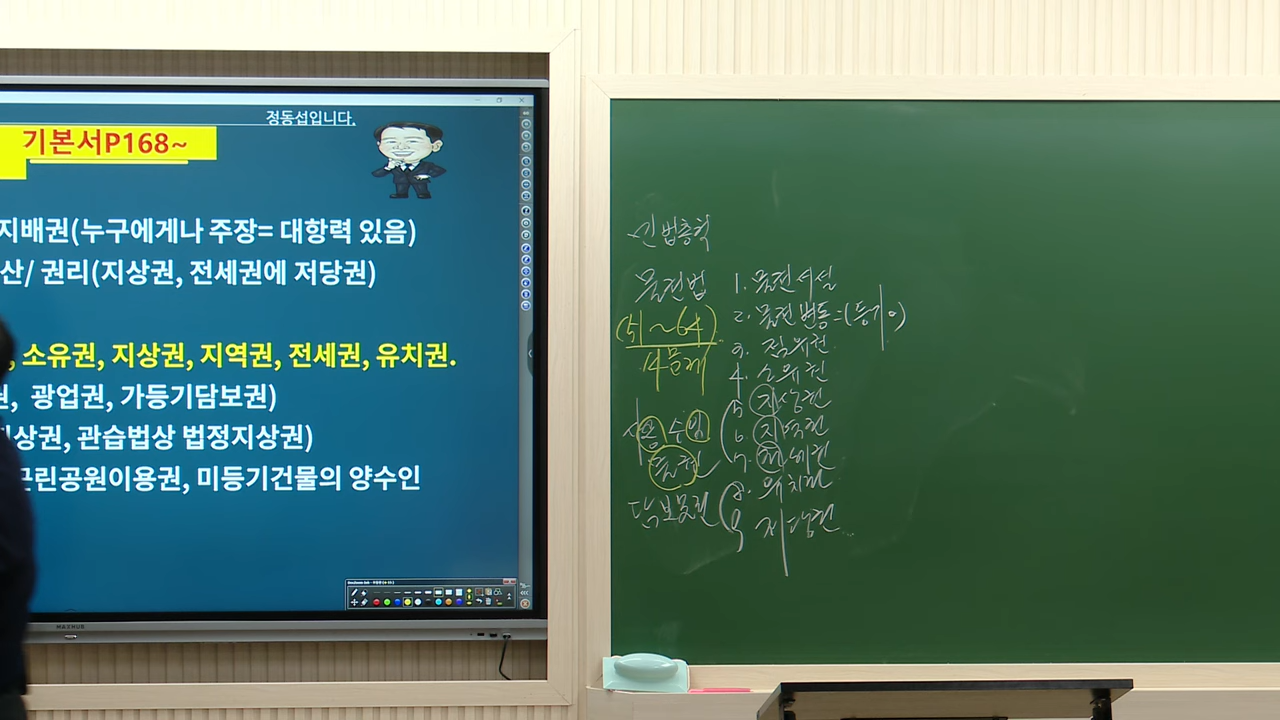 정동섭입니다.
기본서P168~
지배권(누구에게나 주장= 대항력 있음)
산/ 권리(지상권, 전세권에 저당권)
, 소유권, 지상권, 지역권, 전세권, 유치권.
권, 광업권, 가등기담보권)
지상권, 관습법상 법정지상권)
근린공원이용권, 미등기건물의 양수인
MAXHUB
민법총칙
물권법
(51~64)
14문제
사용수익
물권
담보물권
1. 물권서설
2. 물권변동=(등기)
3. 점유권
4. 소유권
5 지상권
6. 지역권
7. 전세권
8. 유치권
9 저당권